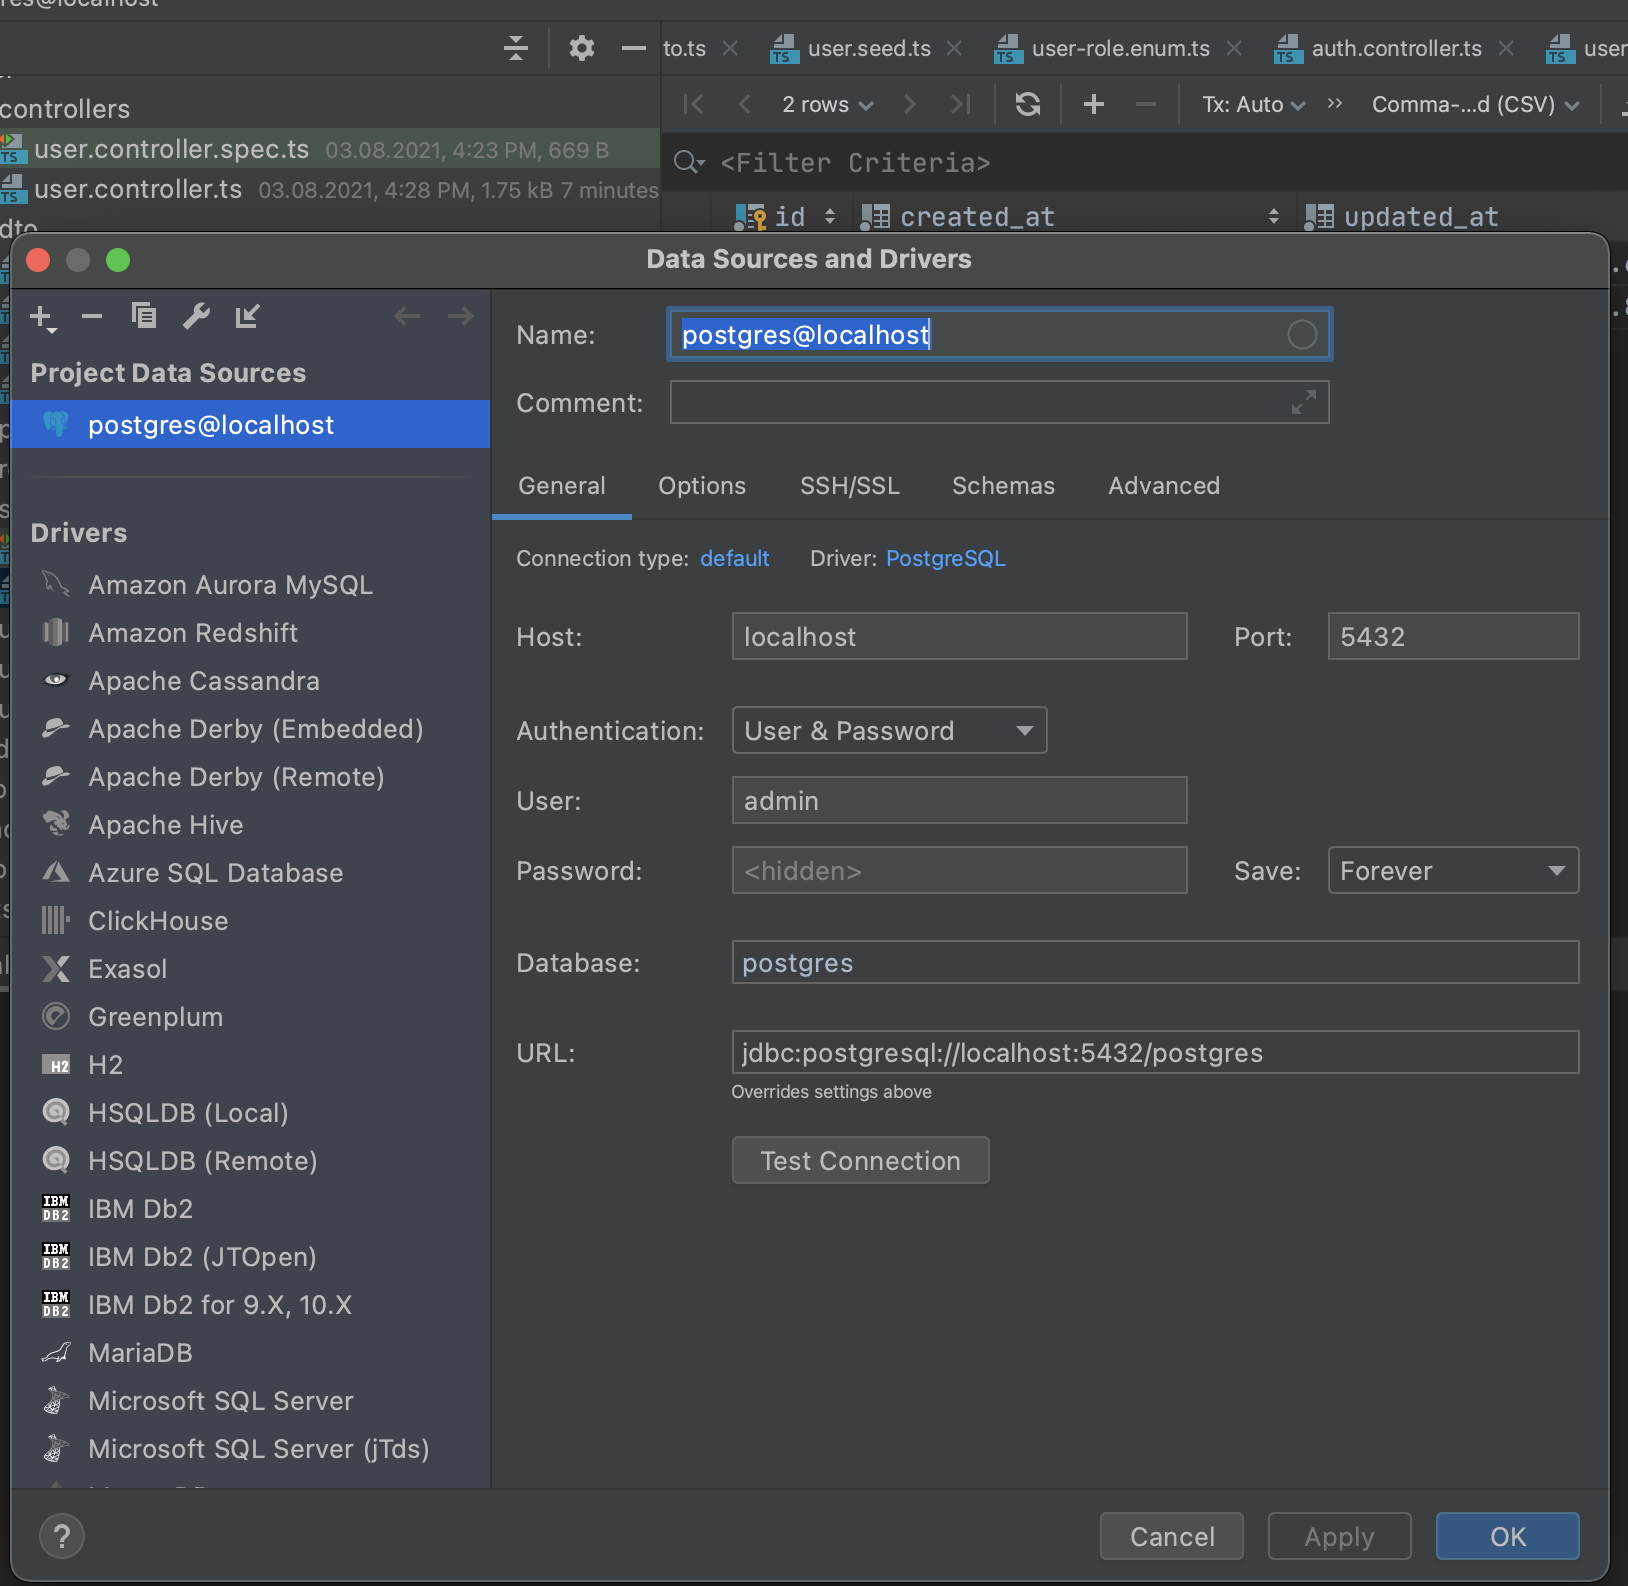 to.ts user.seed.ts user-role.enum.ts auth.controller.ts user
controllers
2 rows Tx: Auto Comma-...d (CSV)
user.controller.spec.ts 03.08.2021, 4:23 PM, 669 B
<Filter Criteria>
user.controller.ts 03.08.2021, 4:28 PM, 1.75 kB 7 minutes
id created_at updated_at
Data Sources and Drivers
Name: postgres@localhost
Project Data Sources
Comment:
postgres@localhost
General Options SSH/SSL Schemas Advanced
Drivers
Connection type: default Driver: PostgreSQL
Amazon Aurora MySQL
Amazon Redshift
Host: localhost Port: 5432
Apache Cassandra
Apache Derby (Embedded)
Authentication: User & Password
Apache Derby (Remote)
User: admin
Apache Hive
Azure SQL Database
Password: <hidden> Save: Forever
ClickHouse
Exasol
Database: postgres
Greenplum
H2 H2
URL: jdbc:postgresql://localhost:5432/postgres
Overrides settings above
HSQLDB (Local)
HSQLDB (Remote)
Test Connection
IBM DB2 IBM Db2
IBM DB2 IBM Db2 (JTOpen)
IBM DB2 IBM Db2 for 9.X, 10.X
MariaDB
Microsoft SQL Server
Microsoft SQL Server (jTds)
? Cancel Apply OK